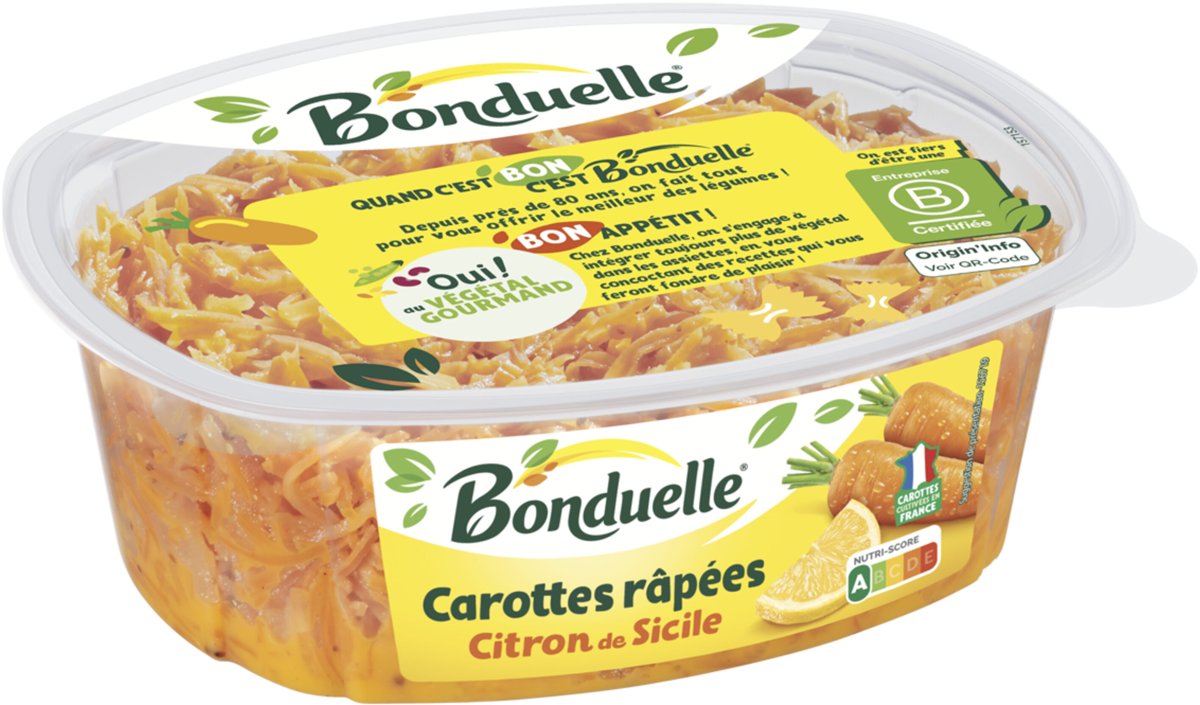 Bonduelle®
QUAND C'EST BON
C'EST Bonduelle®
Depuis près de 80 ans, on fait tout
pour vous offrir le meilleur des légumes !
BON APPÉTIT !
Chez Bonduelle, on s'engage à
intégrer toujours plus de végétal
dans les assiettes, en vous
concoctant des recettes qui vous
feront fondre de plaisir !
Oui !
au VÉGÉTAL
GOURMAND
On est fiers
d'être une
Entreprise
B
Certifiée
Origin'Info
Voir QR-Code
157153
Bonduelle®
Carottes râpées
Citron de Sicile
CAROTTES
CULTIVÉES EN
FRANCE
NUTRI-SCORE
A B C D E